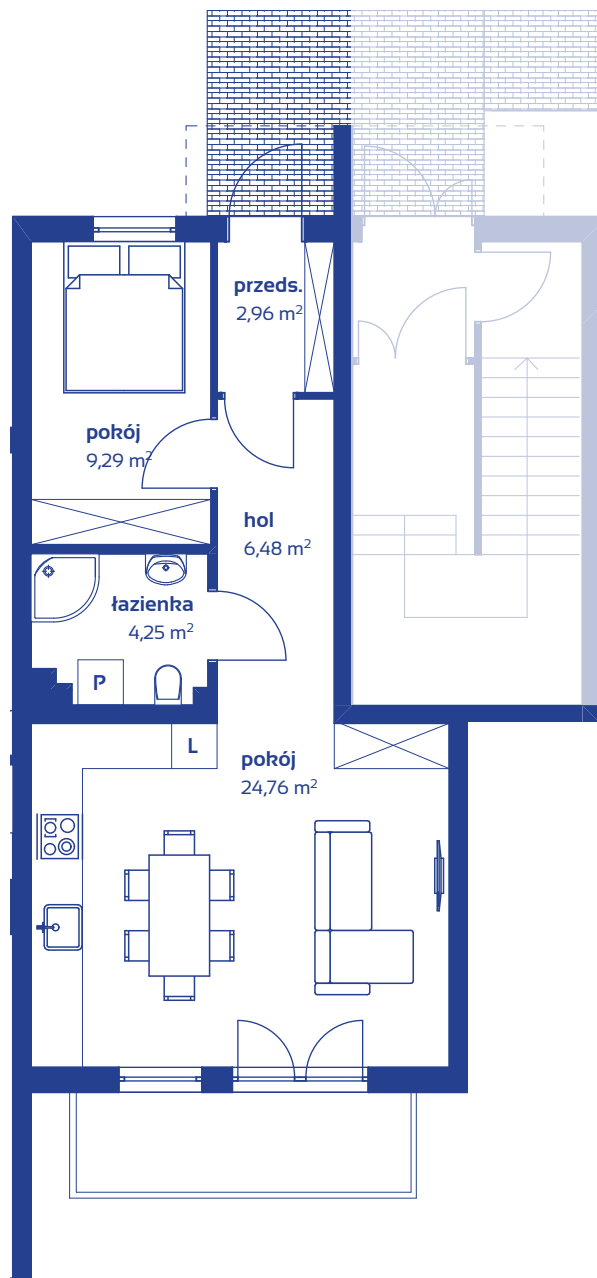 przeds.
2,96 m²
pokój
9,29 m²
hol
6,48 m²
łazienka
4,25 m²
P
L
pokój
24,76 m²